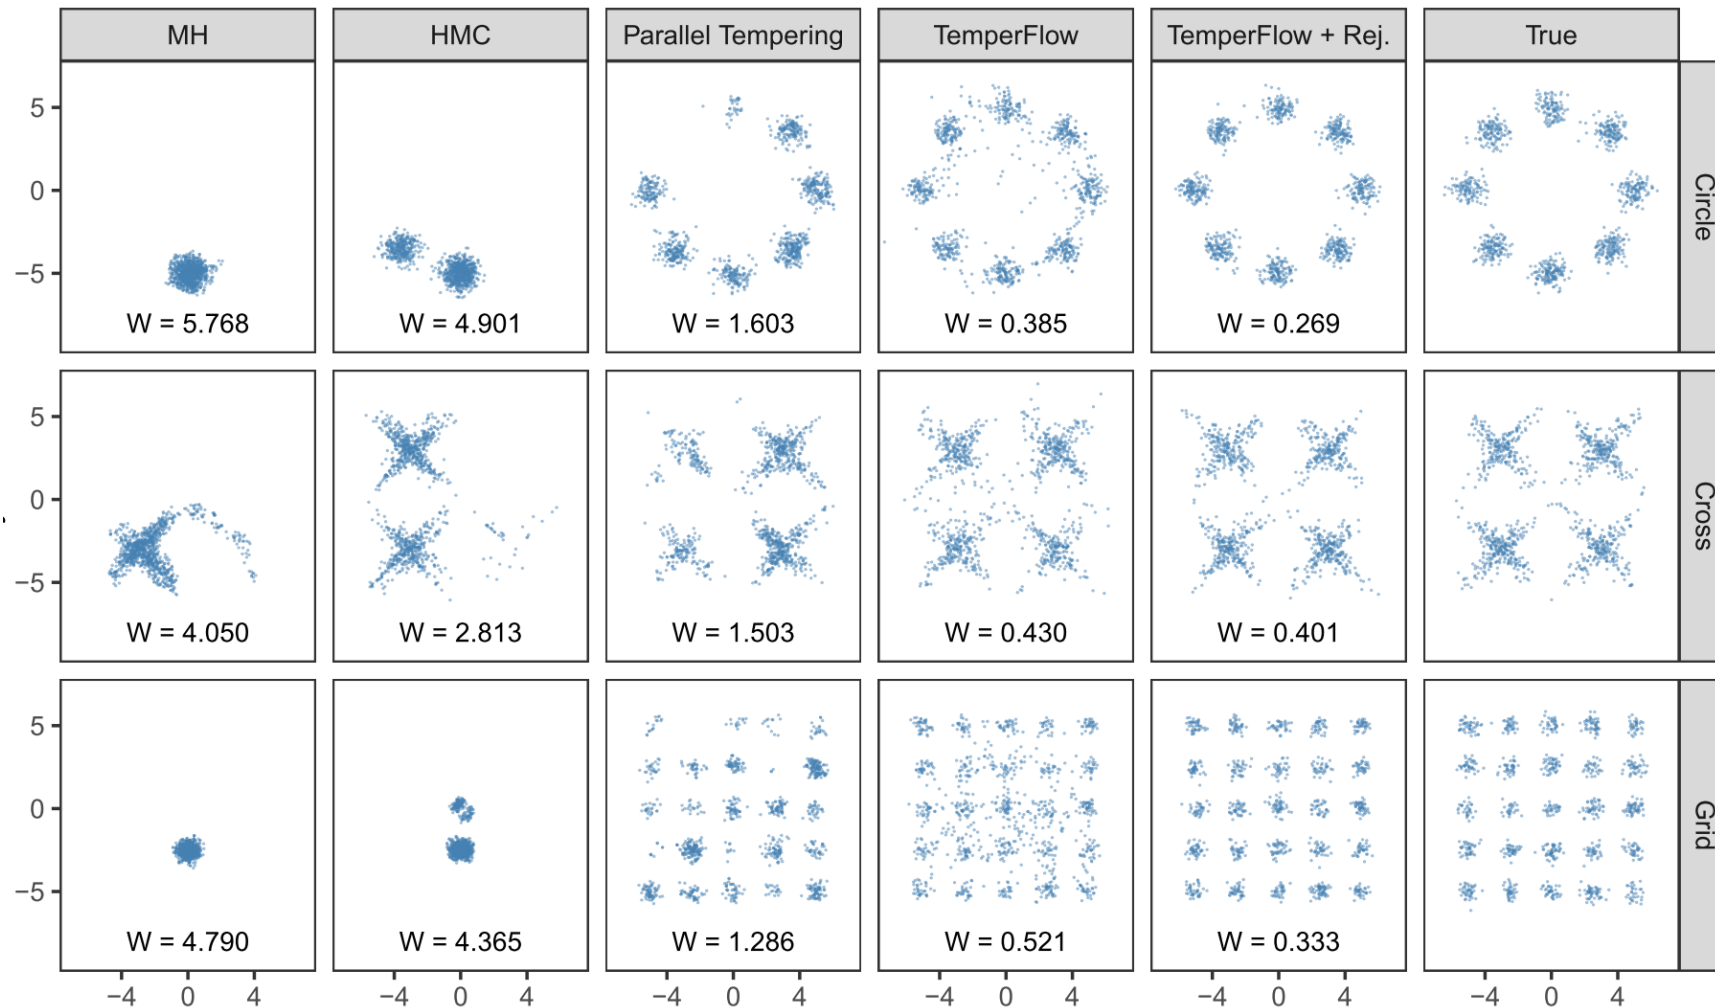 MH HMC Parallel Tempering TemperFlow TemperFlow + Rej. True
5
0
−5
W = 5.768 W = 4.901 W = 1.603 W = 0.385 W = 0.269
Circle
5
0
−5
W = 4.050 W = 2.813 W = 1.503 W = 0.430 W = 0.401
Cross
5
0
−5
W = 4.790 W = 4.365 W = 1.286 W = 0.521 W = 0.333
Grid
−4 0 4 −4 0 4 −4 0 4 −4 0 4 −4 0 4 −4 0 4